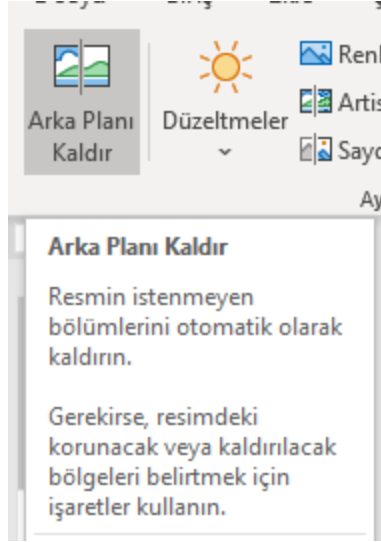 Arka Planı
Kaldır
Düzeltmeler
Arka Planı Kaldır
Resmin istenmeyen
bölümlerini otomatik olarak
kaldırın.
Gerekirse, resimdeki
korunacak veya kaldırılacak
bölgeleri belirtmek için
işaretler kullanın.